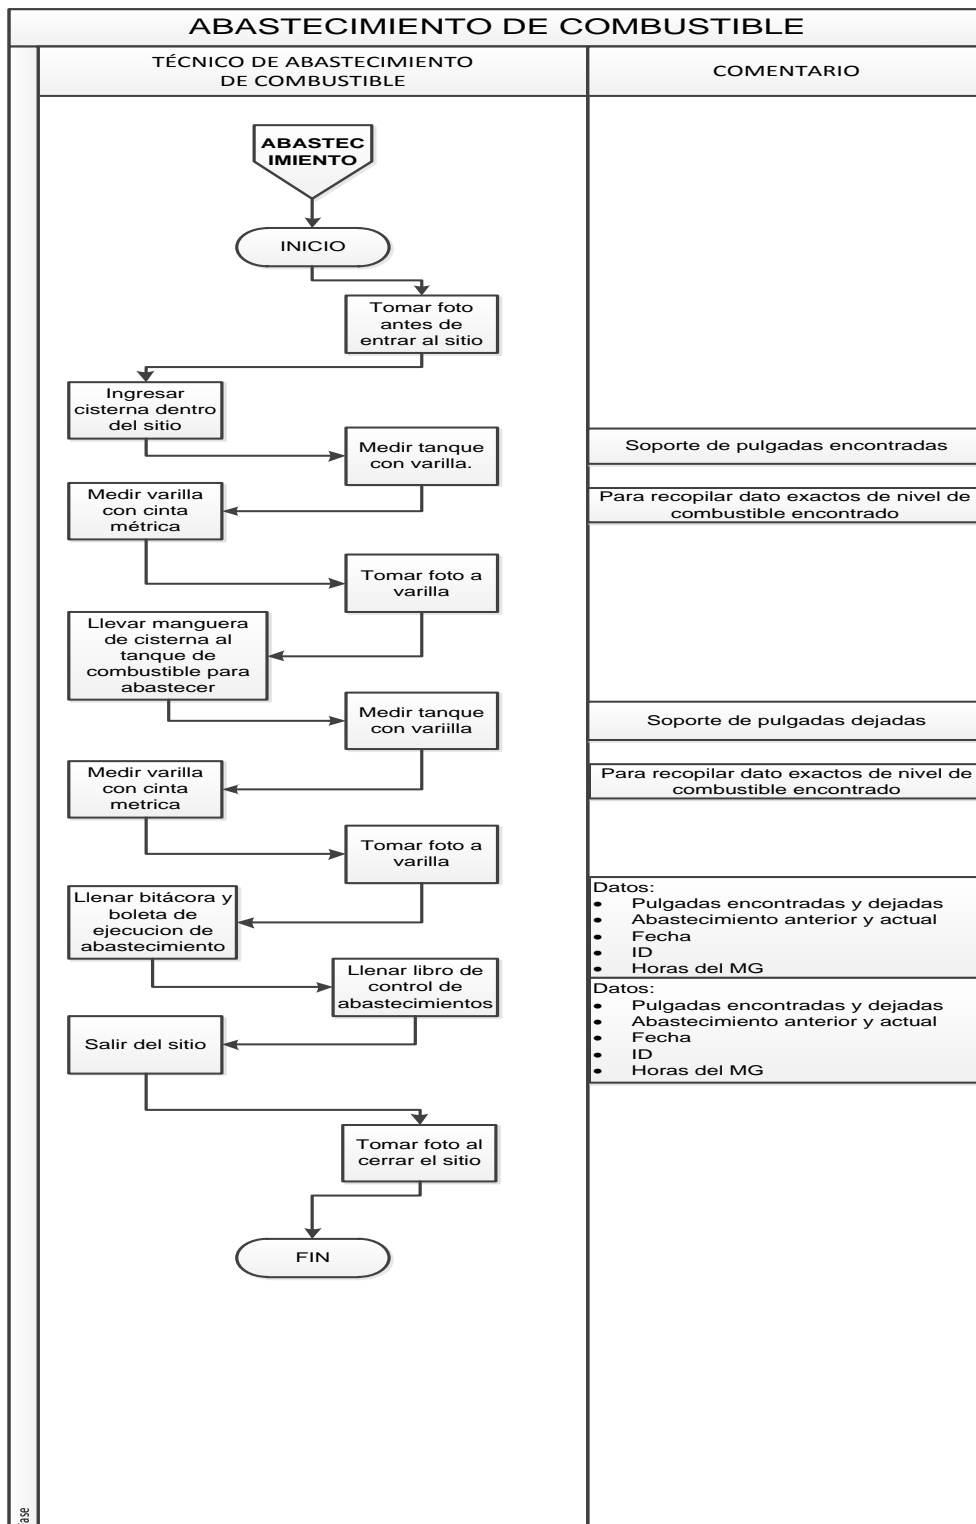 ABASTECIMIENTO DE COMBUSTIBLE
TÉCNICO DE ABASTECIMIENTO
DE COMBUSTIBLE
COMENTARIO
ABASTEC
IMIENTO
INICIO
Tomar foto
antes de
entrar al sitio
Ingresar
cisterna dentro
del sitio
Medir tanque
con varilla.
Soporte de pulgadas encontradas
Medir varilla
con cinta
métrica
Para recopilar dato exactos de nivel de
combustible encontrado
Tomar foto a
varilla
Llevar manguera
de cisterna al
tanque de
combustible para
abastecer
Medir tanque
con variilla
Soporte de pulgadas dejadas
Medir varilla
con cinta
metrica
Para recopilar dato exactos de nivel de
combustible encontrado
Tomar foto a
varilla
Llenar bitácora y
boleta de
ejecucion de
abastecimiento
Datos:
• Pulgadas encontradas y dejadas
• Abastecimiento anterior y actual
• Fecha
• ID
• Horas del MG
Llenar libro de
control de
abastecimientos
Datos:
• Pulgadas encontradas y dejadas
• Abastecimiento anterior y actual
• Fecha
• ID
• Horas del MG
Salir del sitio
Tomar foto al
cerrar el sitio
FIN